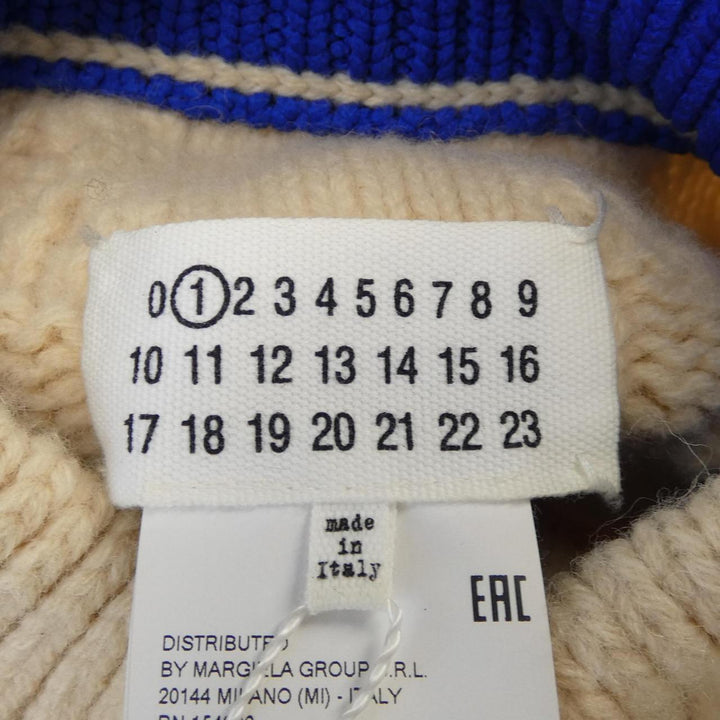 0 1 2 3 4 5 6 7 8 9
10 11 12 13 14 15 16
17 18 19 20 21 22 23
made
in
Italy
EAC
DISTRIBUTED
BY MARGIELA GROUP S.R.L.
20144 MILANO (MI) - ITALY